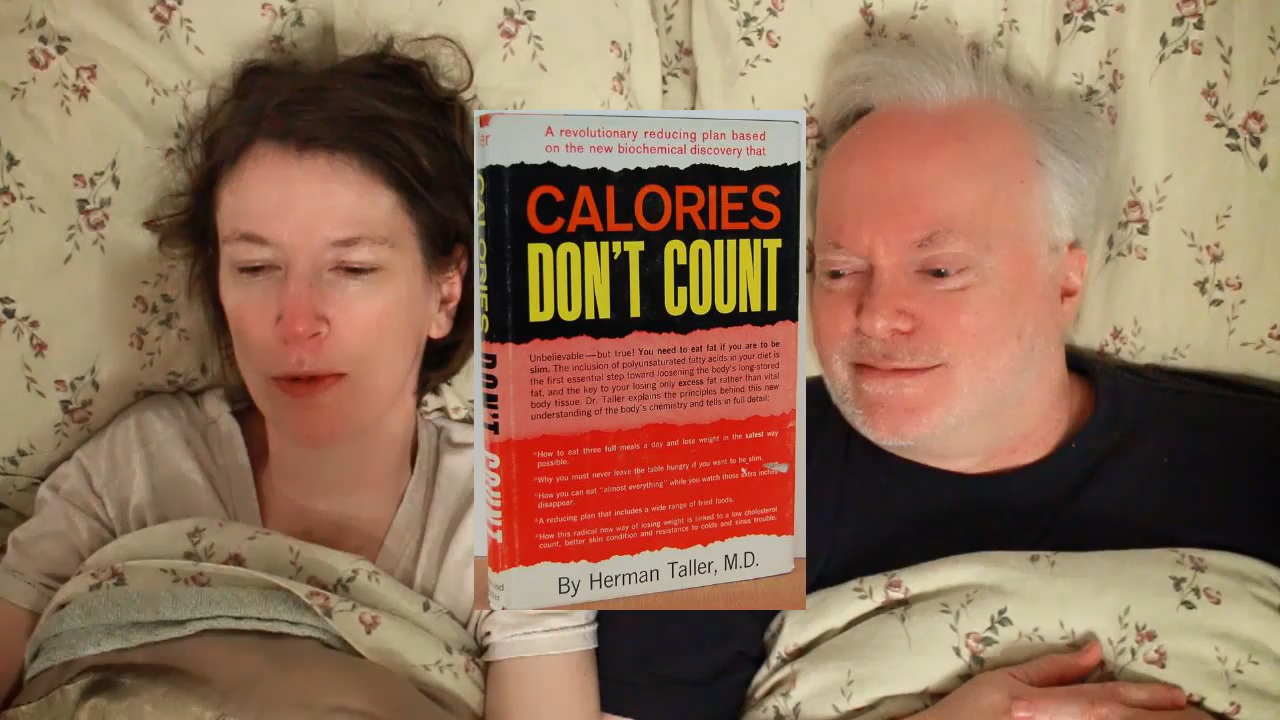 A revolutionary reducing plan based
on the new biochemical discovery that
CALORIES
DON'T COUNT
Unbelievable—but true! You need to eat fat if you are to be
slim. The inclusion of polyunsaturated fatty acids in your diet is
the first essential step toward loosening the body's long-stored
fat, and the key to your losing only excess fat rather than vital
body tissue. Dr. Taller explains the principles behind this new
understanding of the body's chemistry and tells in full detail:
*How to eat three full meals a day and lose weight in the safest way
possible.
*Why you must never leave the table hungry if you want to be slim.
*How you can eat "almost everything" while you watch those extra inches
disappear.
*A reducing plan that includes a wide range of fried foods.
*How this radical new way of losing weight is linked to a low cholesterol
count, better skin condition and resistance to colds and sinus trouble.
By Herman Taller, M.D.
CALORIES DON'T COUNT